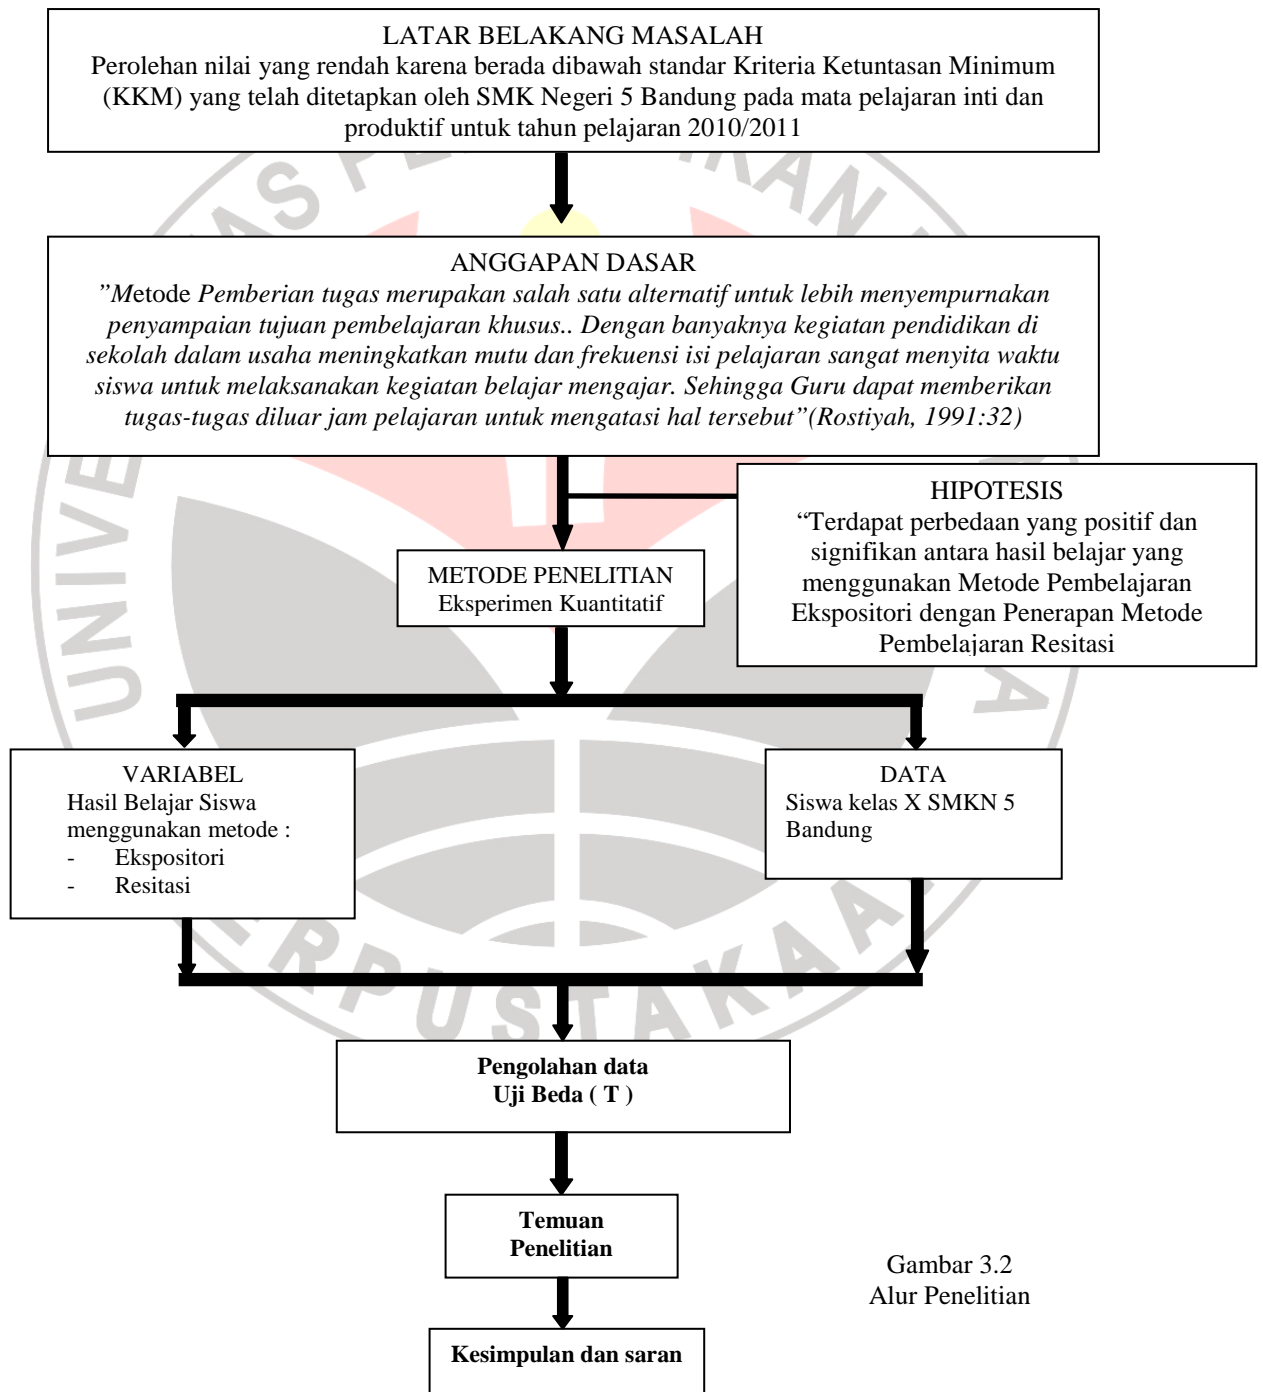 LATAR BELAKANG MASALAH
Perolehan nilai yang rendah karena berada dibawah standar Kriteria Ketuntasan Minimum
(KKM) yang telah ditetapkan oleh SMK Negeri 5 Bandung pada mata pelajaran inti dan
produktif untuk tahun pelajaran 2010/2011
ANGGAPAN DASAR
”Metode Pemberian tugas merupakan salah satu alternatif untuk lebih menyempurnakan
penyampaian tujuan pembelajaran khusus.. Dengan banyaknya kegiatan pendidikan di
sekolah dalam usaha meningkatkan mutu dan frekuensi isi pelajaran sangat menyita waktu
siswa untuk melaksanakan kegiatan belajar mengajar. Sehingga Guru dapat memberikan
tugas-tugas diluar jam pelajaran untuk mengatasi hal tersebut”(Rostiyah, 1991:32)
HIPOTESIS
“Terdapat perbedaan yang positif dan
signifikan antara hasil belajar yang
menggunakan Metode Pembelajaran
Ekspositori dengan Penerapan Metode
Pembelajaran Resitasi
METODE PENELITIAN
Eksperimen Kuantitatif
VARIABEL
Hasil Belajar Siswa
menggunakan metode :
- Ekspositori
- Resitasi
DATA
Siswa kelas X SMKN 5
Bandung
Pengolahan data
Uji Beda ( T )
Temuan
Penelitian
Kesimpulan dan saran
Gambar 3.2
Alur Penelitian